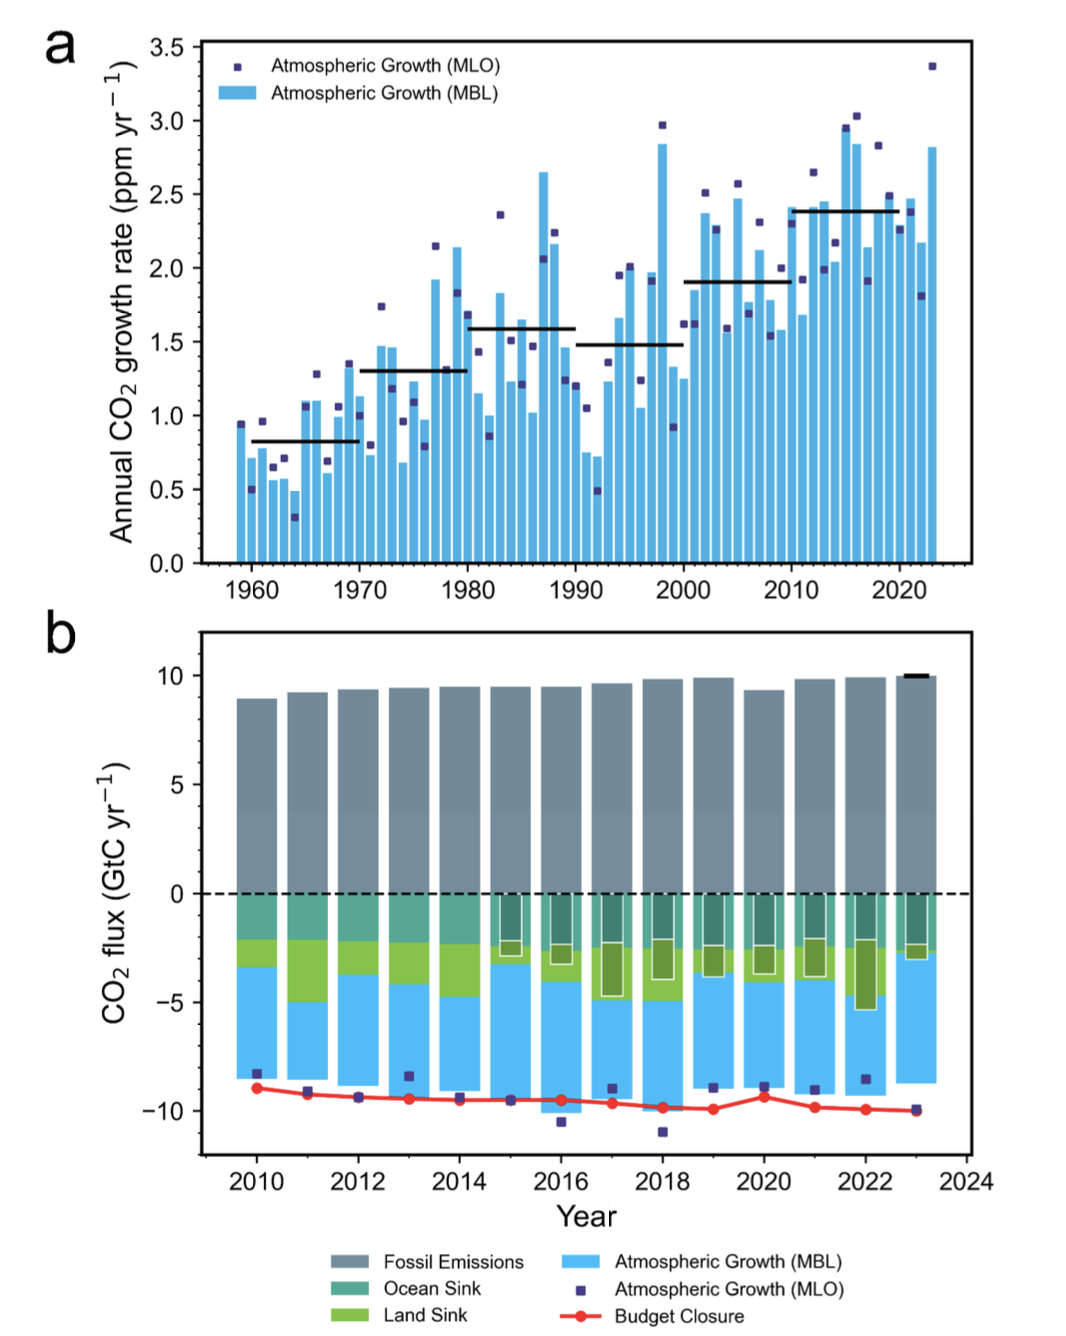 a
Annual CO₂ growth rate (ppm yr⁻¹)
3.5
3.0
2.5
2.0
1.5
1.0
0.5
0.0
Atmospheric Growth (MLO)
Atmospheric Growth (MBL)
1960 1970 1980 1990 2000 2010 2020
b
CO₂ flux (GtC yr⁻¹)
10
5
0
−5
−10
2010 2012 2014 2016 2018 2020 2022 2024
Year
Fossil Emissions
Ocean Sink
Land Sink
Atmospheric Growth (MBL)
Atmospheric Growth (MLO)
Budget Closure